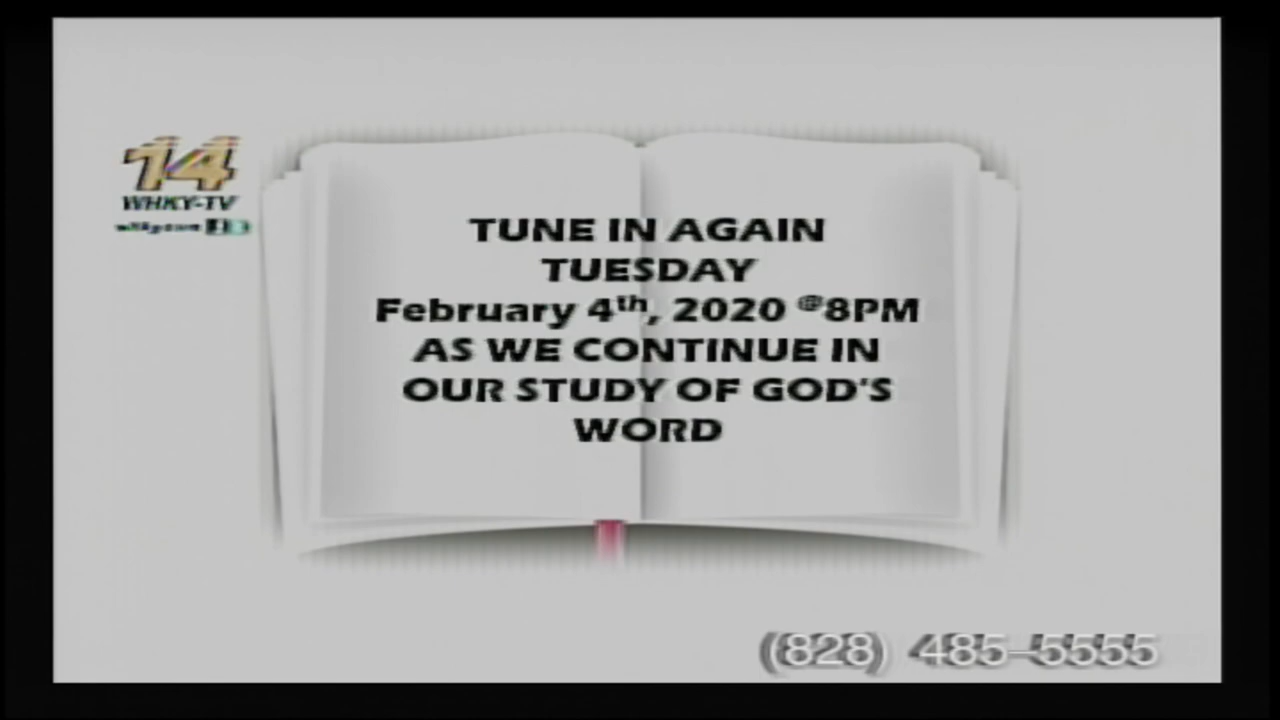 14
WHKY-TV
TUNE IN AGAIN
TUESDAY
February 4th, 2020 @8PM
AS WE CONTINUE IN
OUR STUDY OF GOD'S
WORD
(828) 485-5555